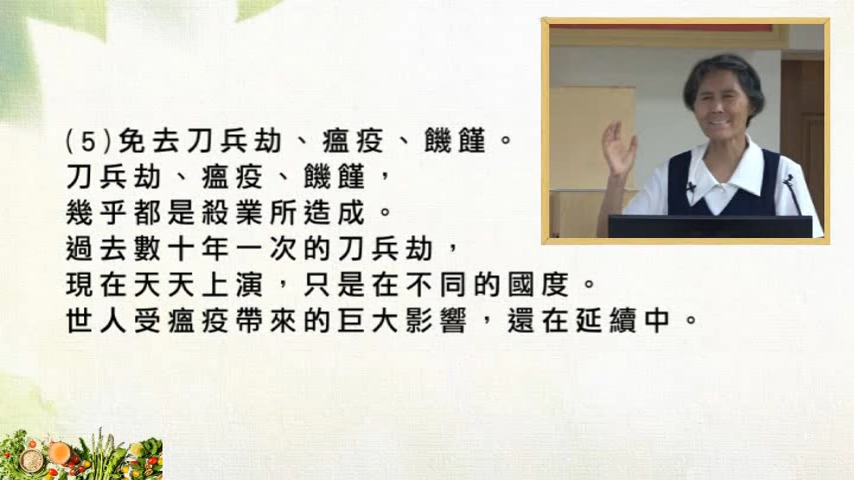 (5)免去刀兵劫、瘟疫、饑饉。
刀兵劫、瘟疫、饑饉，
幾乎都是殺業所造成。
過去數十年一次的刀兵劫，
現在天天上演，只是在不同的國度。
世人受瘟疫帶來的巨大影響，還在延續中。